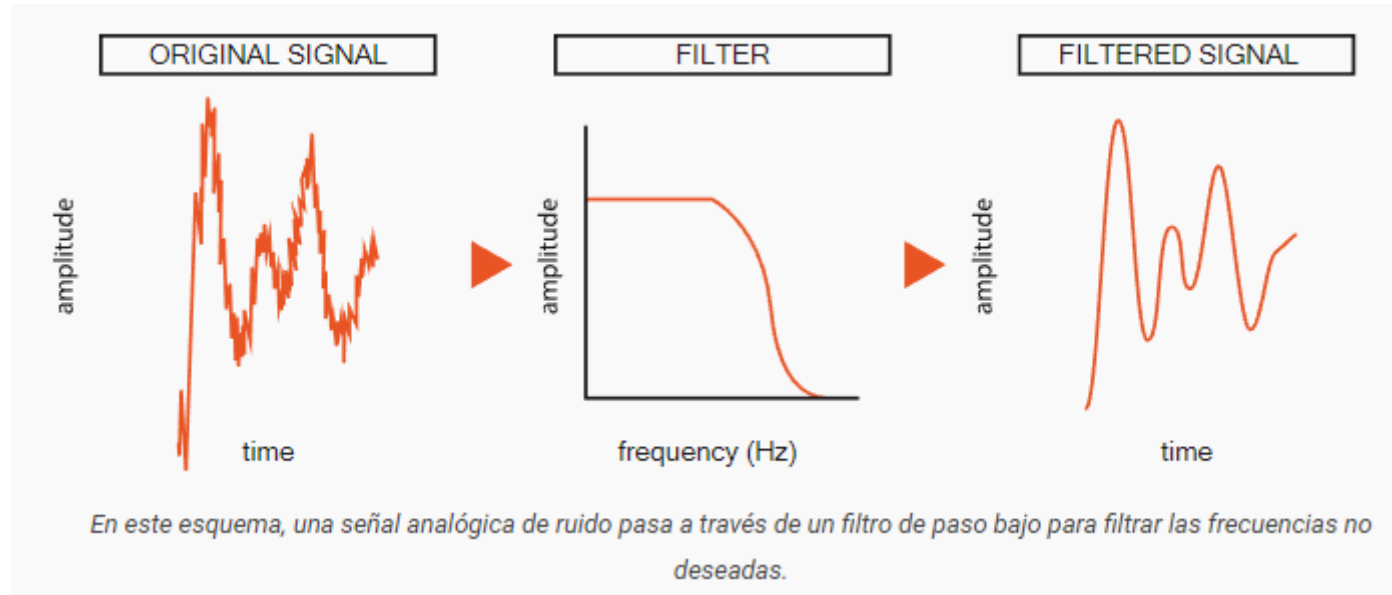 ORIGINAL SIGNAL
FILTER
FILTERED SIGNAL
amplitude
amplitude
amplitude
time
frequency (Hz)
time
En este esquema, una señal analógica de ruido pasa a través de un filtro de paso bajo para filtrar las frecuencias no
deseadas.